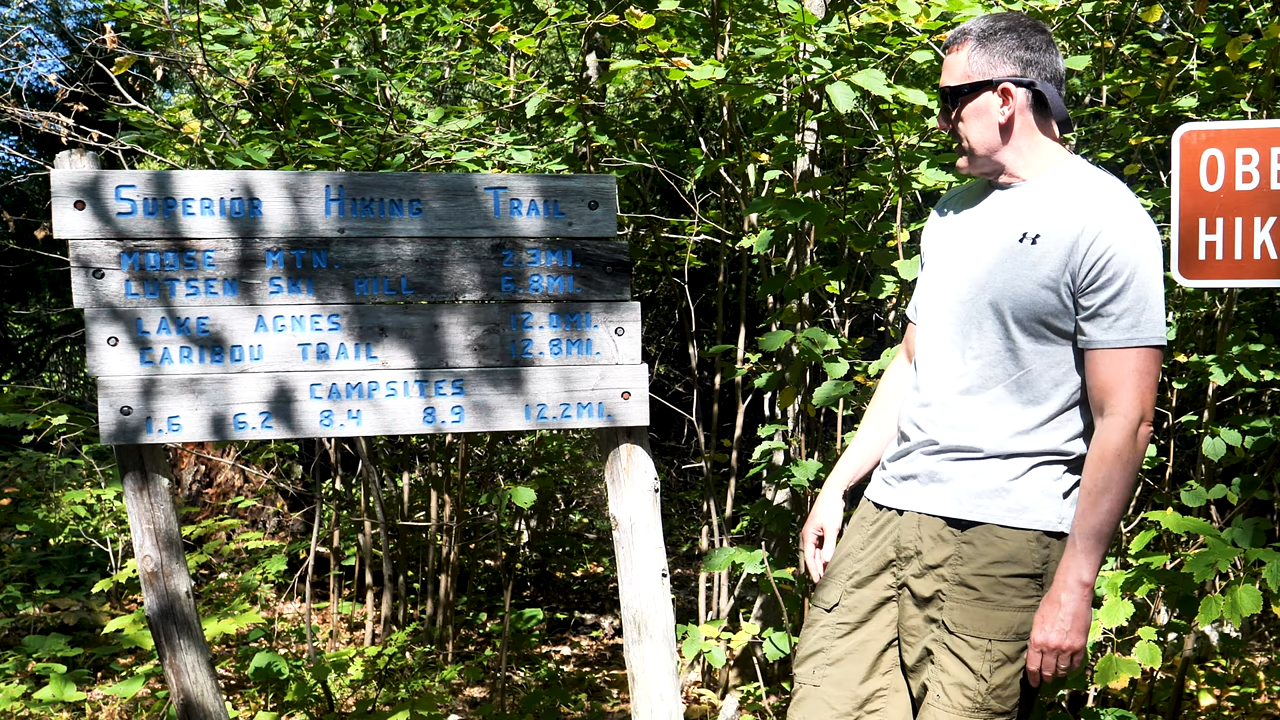 SUPERIOR HIKING TRAIL
MOOSE MTN. 2.3MI.
LUTSEN SKI HILL 6.8MI.
LAKE AGNES 12.0MI.
CARIBOU TRAIL 12.8MI.
CAMPSITES
1.6 6.2 8.4 8.9 12.2MI.
OBE
HIK